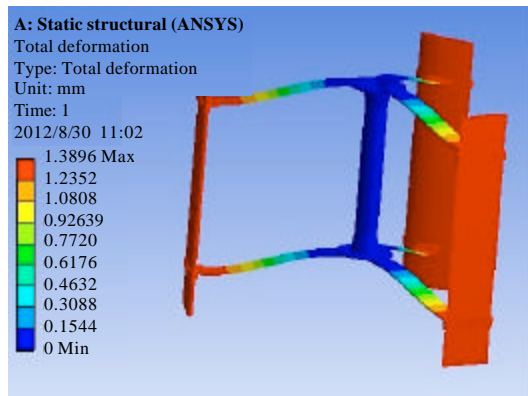 A: Static structural (ANSYS)
Total deformation
Type: Total deformation
Unit: mm
Time: 1
2012/8/30 11:02
1.3896 Max
1.2352
1.0808
0.92639
0.7720
0.6176
0.4632
0.3088
0.1544
0 Min